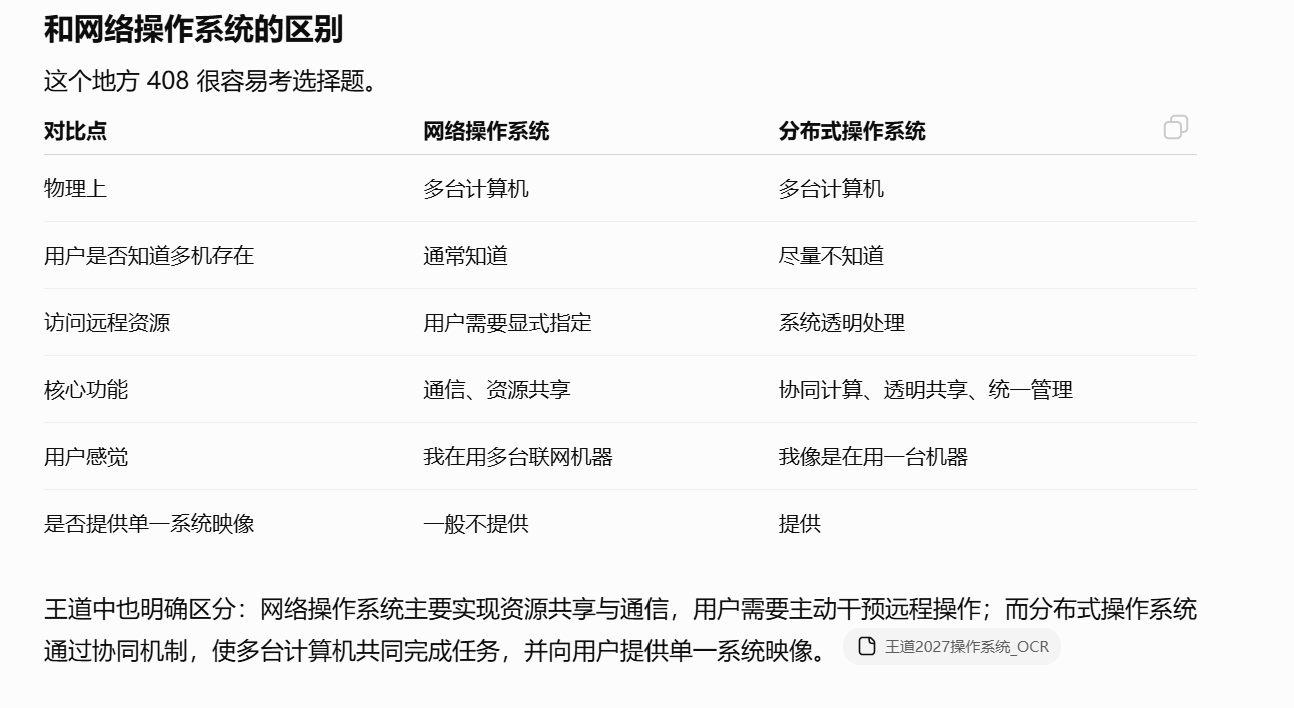 和网络操作系统的区别
这个地方 408 很容易考选择题。
对比点 网络操作系统 分布式操作系统
物理上 多台计算机 多台计算机
用户是否知道多机存在 通常知道 尽量不知道
访问远程资源 用户需要显式指定 系统透明处理
核心功能 通信、资源共享 协同计算、透明共享、统一管理
用户感觉 我在用多台联网机器 我像是在用一台机器
是否提供单一系统映像 一般不提供 提供
王道中也明确区分：网络操作系统主要实现资源共享与通信，用户需要主动干预远程操作；而分布式操作系统
通过协同机制，使多台计算机共同完成任务，并向用户提供单一系统映像。 王道2027操作系统_OCR